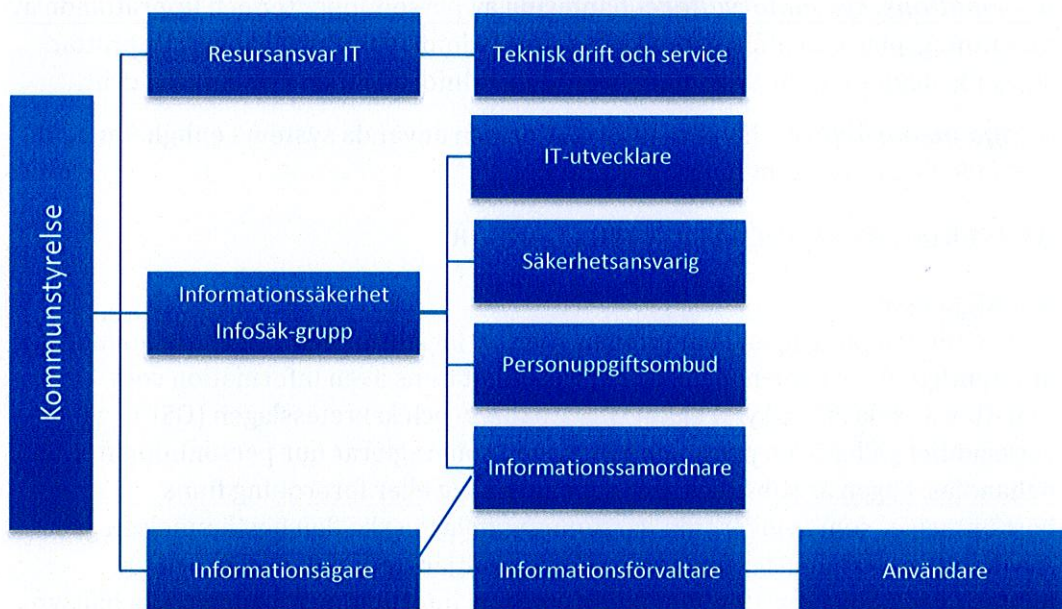 Kommunstyrelse
Resursansvar IT
Teknisk drift och service
IT-utvecklare
Säkerhetsansvarig
Informationssäkerhet
InfoSäk-grupp
Personuppgiftsombud
Informationssamordnare
Informationsägare
Informationsförvaltare
Användare